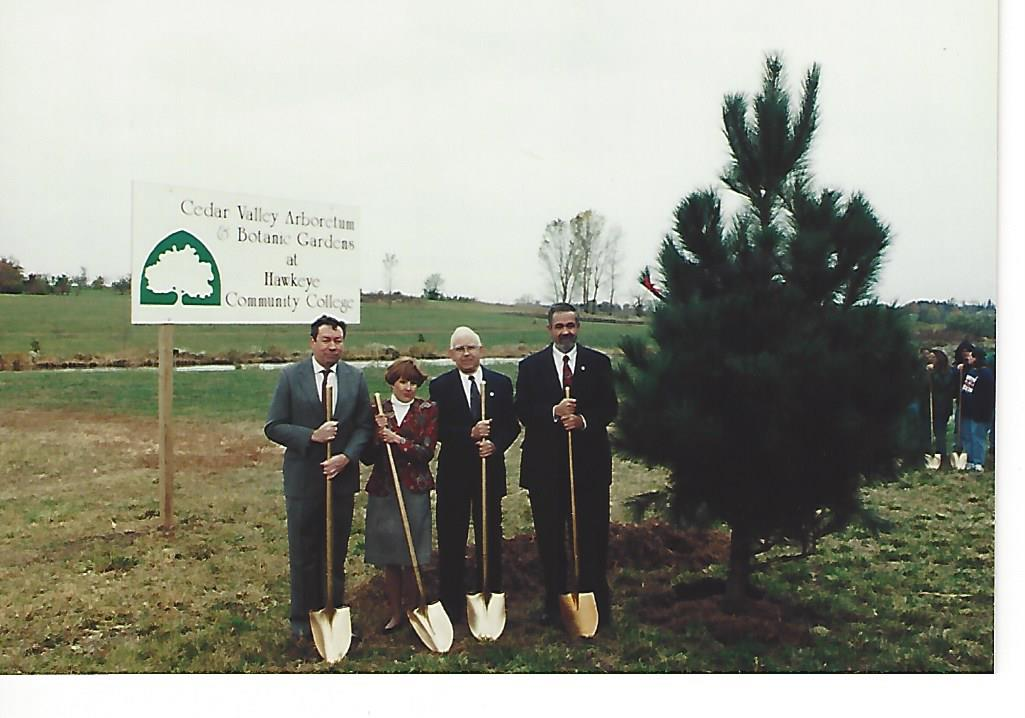 Cedar Valley Arboretum
& Botanic Gardens
at
Hawkeye
Community College